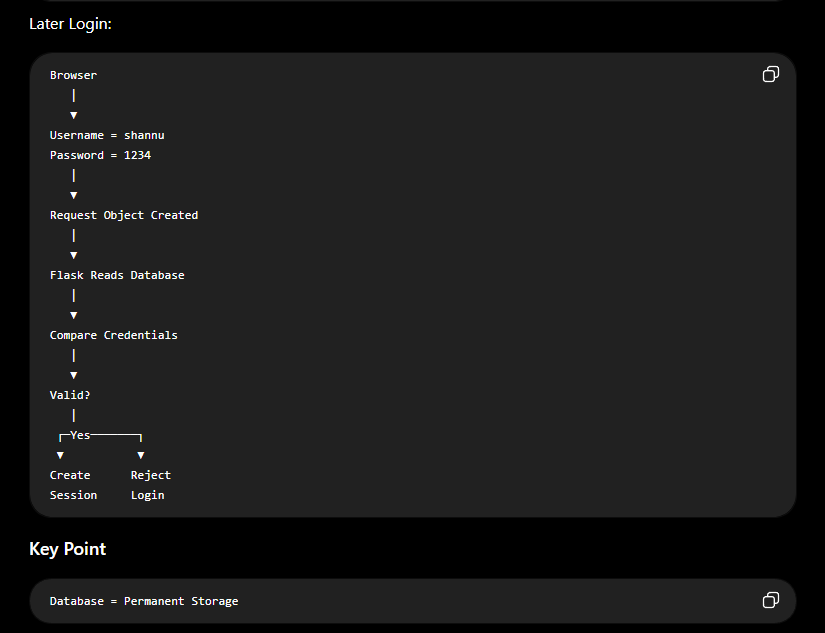 Later Login:
Browser
│
▼
Username = shannu
Password = 1234
│
▼
Request Object Created
│
▼
Flask Reads Database
│
▼
Compare Credentials
│
▼
Valid?
│
┌─Yes───────┐
▼ ▼
Create Reject
Session Login
Key Point
Database = Permanent Storage